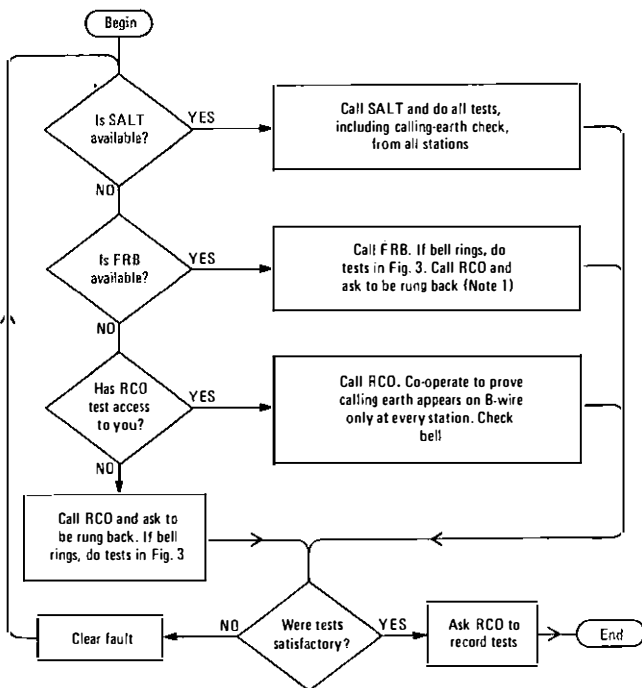 Begin
Is SALT
available?
YES
Call SALT and do all tests,
including calling-earth check,
from all stations
NO
Is FRB
available?
YES
Call FRB. If bell rings, do
tests in Fig. 3. Call RCO and
ask to be rung back (Note 1)
NO
Has RCO
test access
to you?
YES
Call RCO. Co-operate to prove
calling earth appears on B-wire
only at every station. Check
bell
NO
Call RCO and ask to
be rung back. If bell
rings, do tests in Fig. 3
Clear fault
NO
Were tests
satisfactory?
YES
Ask RCO to
record tests
End